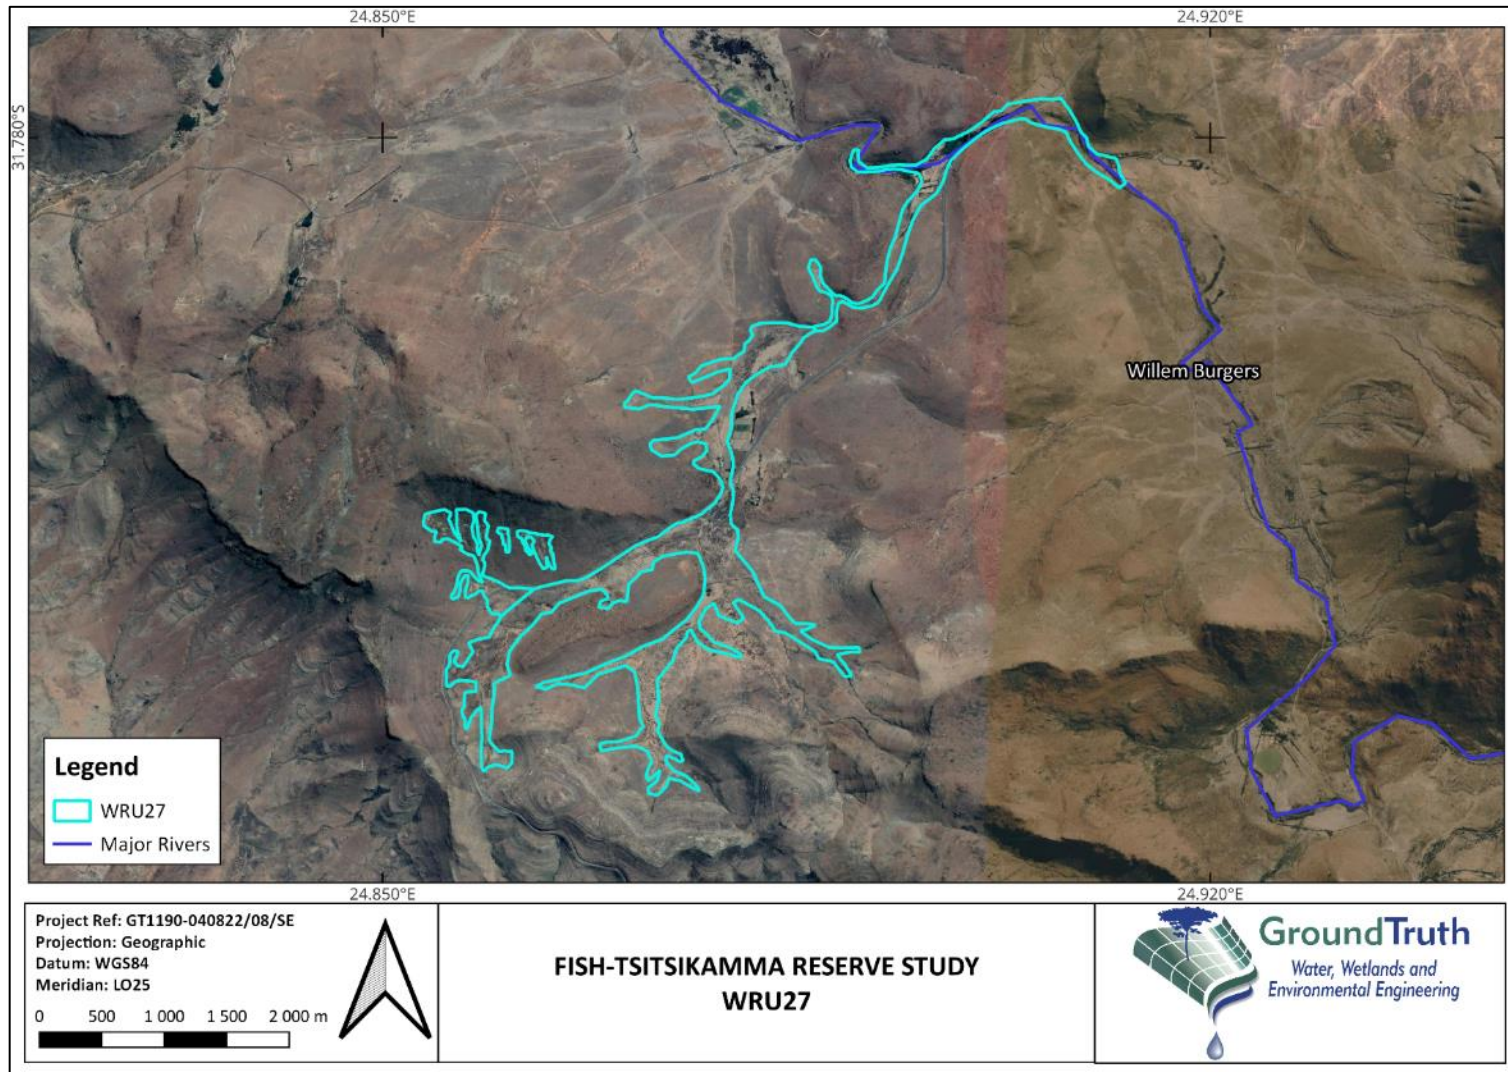 24.850°E
24.920°E
31.780°S
Willem Burgers
Legend
WRU27
Major Rivers
24.850°E
24.920°E
Project Ref: GT1190-040822/08/SE
Projection: Geographic
Datum: WGS84
Meridian: LO25
0 500 1 000 1 500 2 000 m
FISH-TSITSIKAMMA RESERVE STUDY
WRU27
GroundTruth
Water, Wetlands and
Environmental Engineering